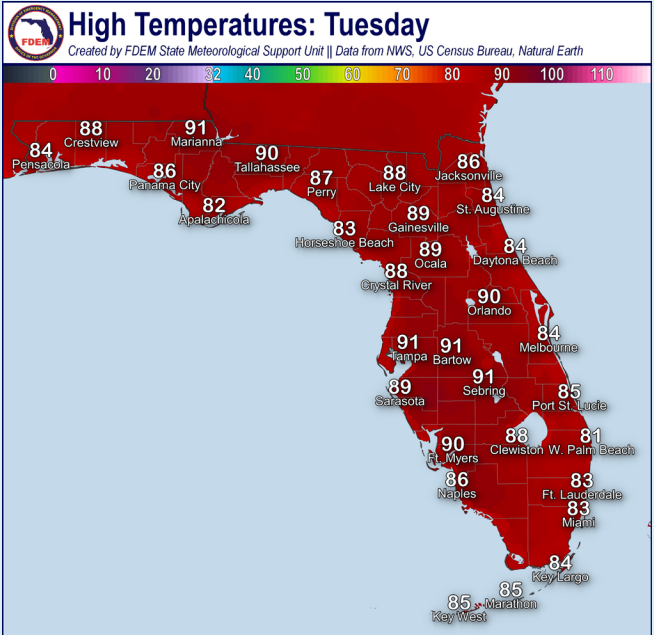 High Temperatures: Tuesday
FDEM
Created by FDEM State Meteorological Support Unit || Data from NWS, US Census Bureau, Natural Earth
0 10 20 32 40 50 60 70 80 90 100 110
88
Crestview
91
Marianna
84
Pensacola
90
Tallahassee
86
Panama City
87
Perry
88
Lake City
86
Jacksonville
82
Apalachicola
84
St. Augustine
89
Gainesville
83
Horseshoe Beach
89
Ocala
84
Daytona Beach
88
Crystal River
90
Orlando
84
Melbourne
91
Tampa
91
Bartow
91
Sebring
89
Sarasota
85
Port St. Lucie
90
Ft. Myers
88
Clewiston
81
W. Palm Beach
86
Naples
83
Ft. Lauderdale
83
Miami
84
Key Largo
85
Marathon
85
Key West